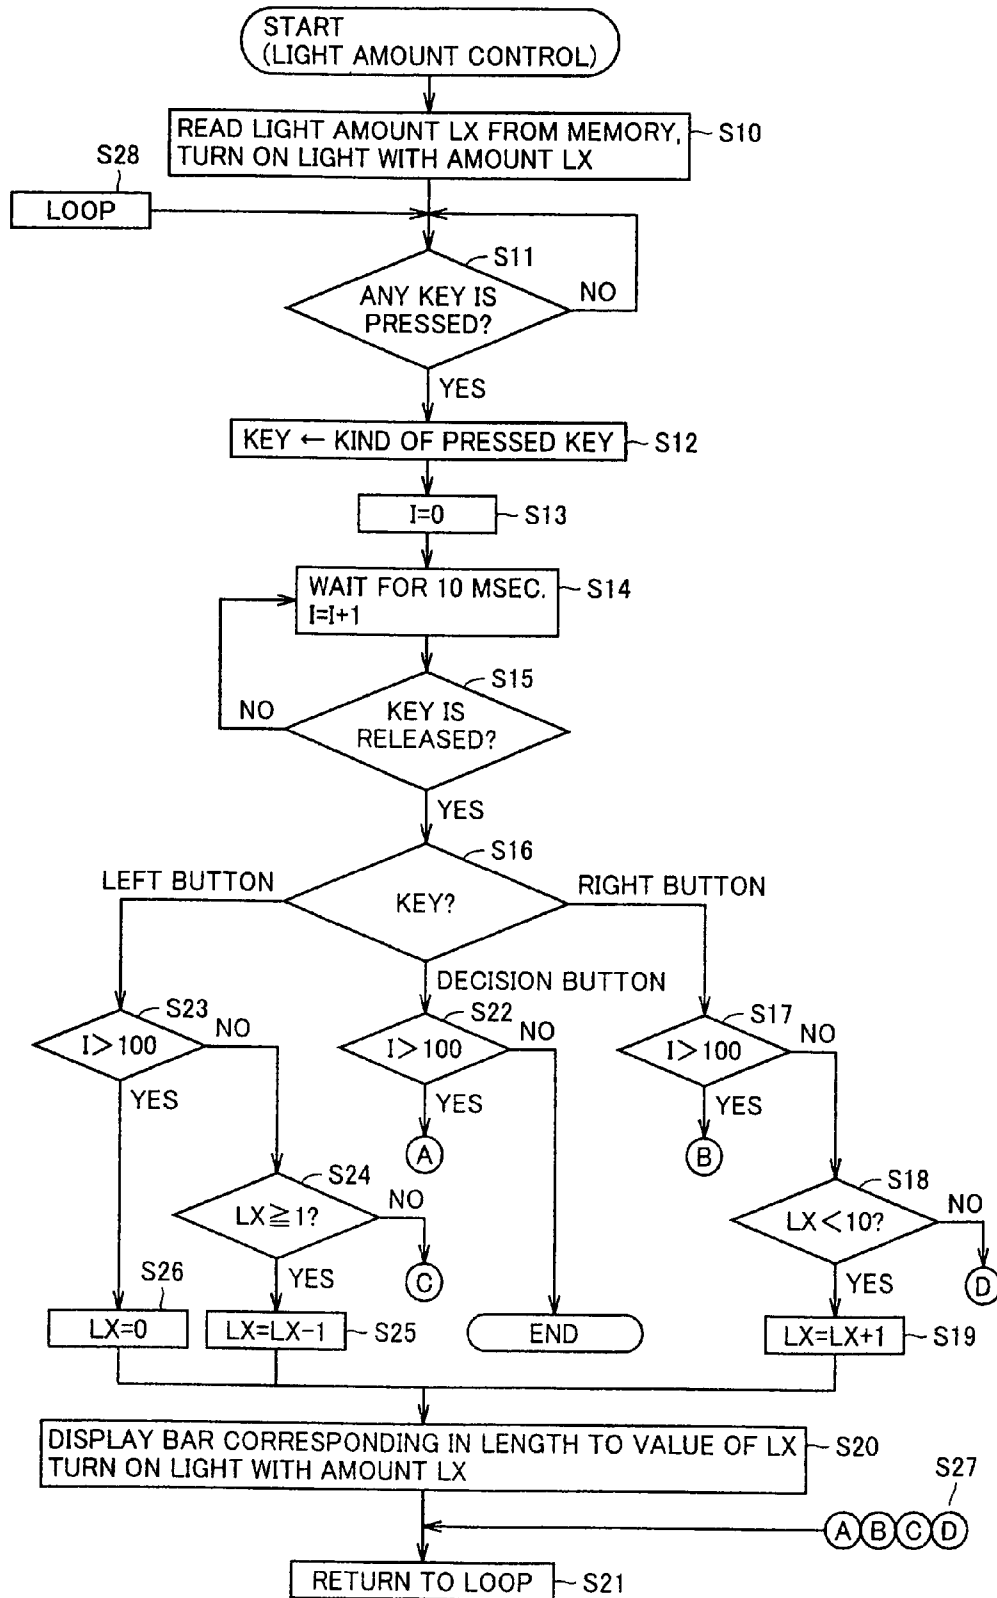 START
(LIGHT AMOUNT CONTROL)
READ LIGHT AMOUNT LX FROM MEMORY,
TURN ON LIGHT WITH AMOUNT LX
S10
S28
LOOP
S11
ANY KEY IS
PRESSED?
NO
YES
KEY ← KIND OF PRESSED KEY
S12
I=0
S13
WAIT FOR 10 MSEC.
I=I+1
S14
S15
KEY IS
RELEASED?
NO
YES
S16
KEY?
LEFT BUTTON
RIGHT BUTTON
DECISION BUTTON
S23
I>100
NO
YES
S22
I>100
NO
YES
A
S17
I>100
NO
YES
B
S24
LX≧1?
NO
YES
C
S18
LX<10?
NO
YES
D
S26
LX=0
LX=LX-1
S25
END
LX=LX+1
S19
DISPLAY BAR CORRESPONDING IN LENGTH TO VALUE OF LX
TURN ON LIGHT WITH AMOUNT LX
S20
S27
A B C D
RETURN TO LOOP
S21